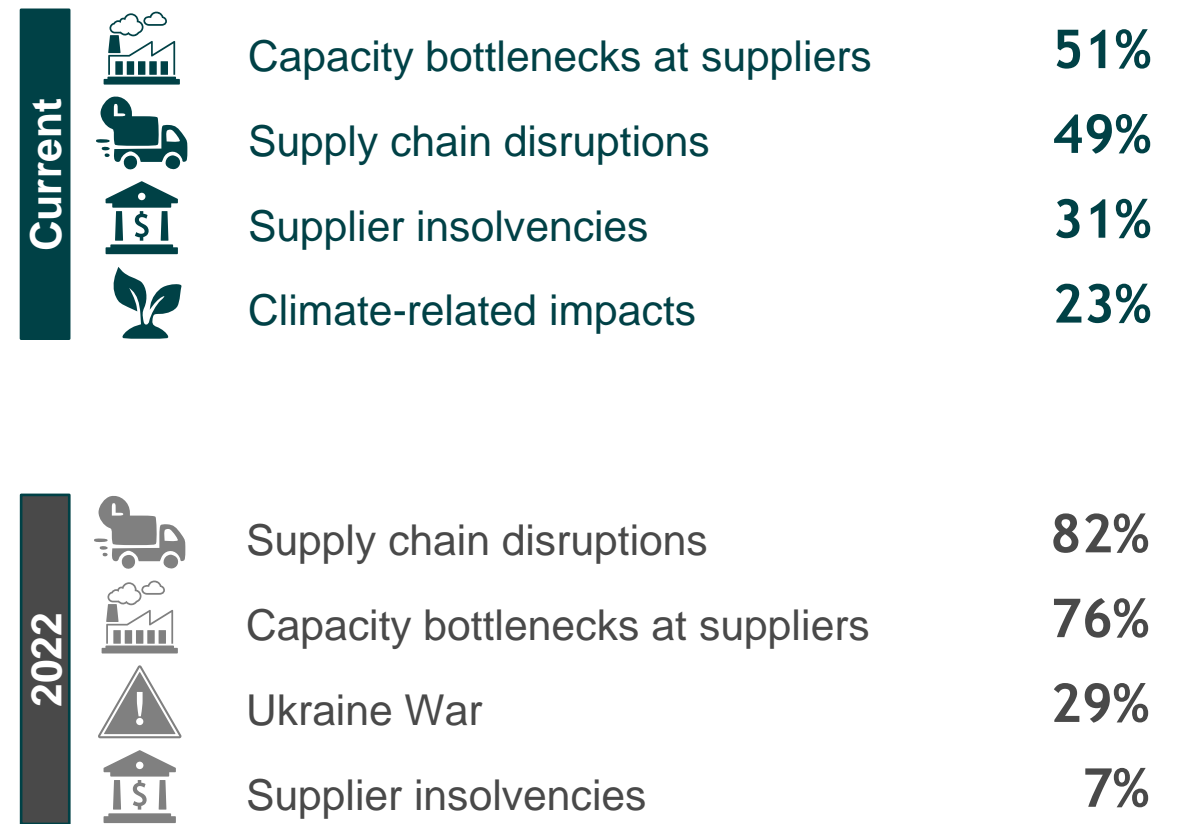 Current
Capacity bottlenecks at suppliers 51%
Supply chain disruptions 49%
Supplier insolvencies 31%
Climate-related impacts 23%
2022
Supply chain disruptions 82%
Capacity bottlenecks at suppliers 76%
Ukraine War 29%
Supplier insolvencies 7%